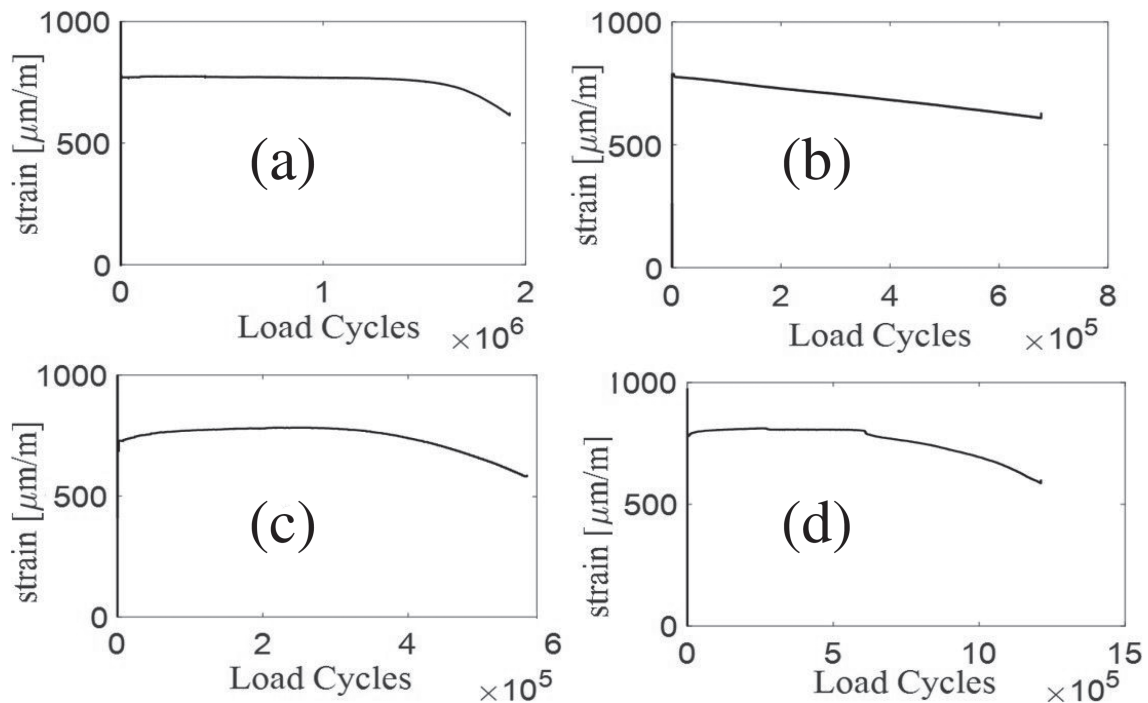 1000
500
0
strain [μm/m]
(a)
0 1 2
Load Cycles ×10^6
1000
500
0
strain [μm/m]
(b)
0 2 4 6 8
Load Cycles ×10^5
1000
500
0
strain [μm/m]
(c)
0 2 4 6
Load Cycles ×10^5
1000
500
0
strain [μm/m]
(d)
0 5 10 15
Load Cycles ×10^5